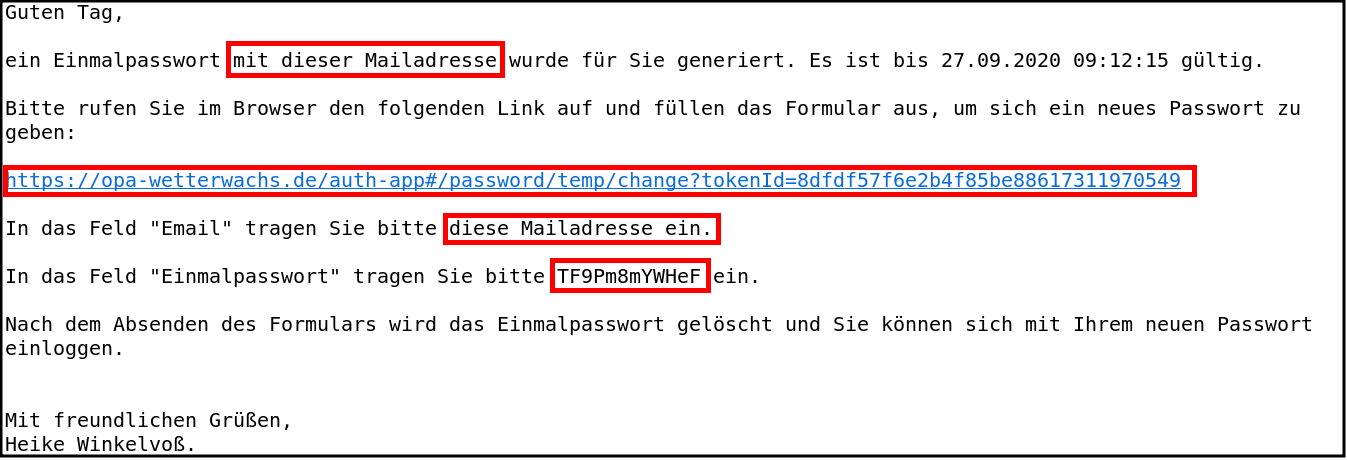 Guten Tag,
ein Einmalpasswort mit dieser Mailadresse wurde für Sie generiert. Es ist bis 27.09.2020 09:12:15 gültig.
Bitte rufen Sie im Browser den folgenden Link auf und füllen das Formular aus, um sich ein neues Passwort zu
geben:
https://opa-wetterwachs.de/auth-app#/password/temp/change?tokenId=8dfdf57f6e2b4f85be88617311970549
In das Feld "Email" tragen Sie bitte diese Mailadresse ein.
In das Feld "Einmalpasswort" tragen Sie bitte TF9Pm8mYWHeF ein.
Nach dem Absenden des Formulars wird das Einmalpasswort gelöscht und Sie können sich mit Ihrem neuen Passwort
einloggen.
Mit freundlichen Grüßen,
Heike Winkelvoß.